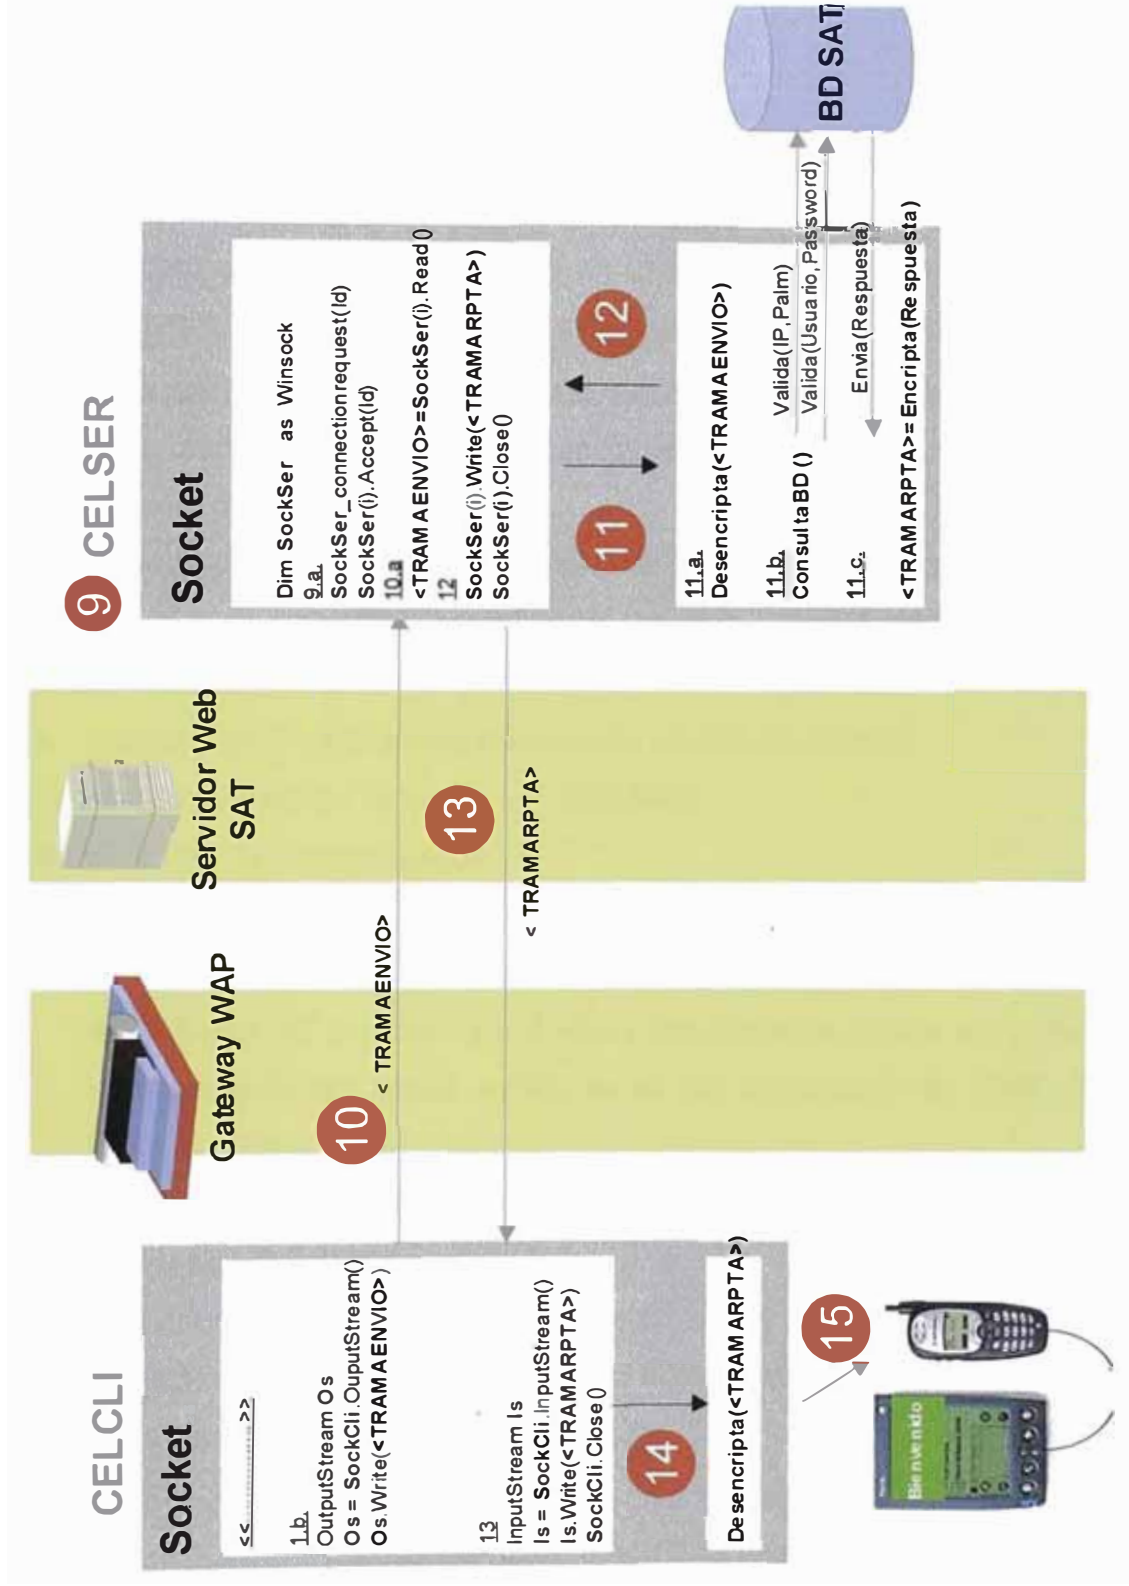 CELCLI
Socket
<<.................>>
1.b.
OutputStream Os
Os = SockCli.OuputStream()
Os.Write(<TRAMAENVIO>)
13
InputStream Is
Is = SockCli.InputStream()
Is.Write(<TRAMARPTA>)
SockCli.Close()
14
Desencripta(<TRAMARPTA>)
15
Bienvenido
Gateway WAP
10
< TRAMAENVIO>
Servidor Web
SAT
13
< TRAMARPTA>
9 CELSER
Socket
Dim SockSer as Winsock
9.a.
SockSer_connectionrequest(Id)
SockSer(i).Accept(Id)
10.a
<TRAMAENVIO>=SockSer(i).Read()
12
SockSer(i).Write(<TRAMARPTA>)
SockSer(i).Close()
11
12
11.a.
Desencripta(<TRAMAENVIO>)
11.b.
Valida(IP,Palm)
ConsultaBD ()
Valida(Usuario,Password)
11.c.
Envia(Respuesta)
<TRAMARPTA>=Encripta(Respuesta)
BD SAT